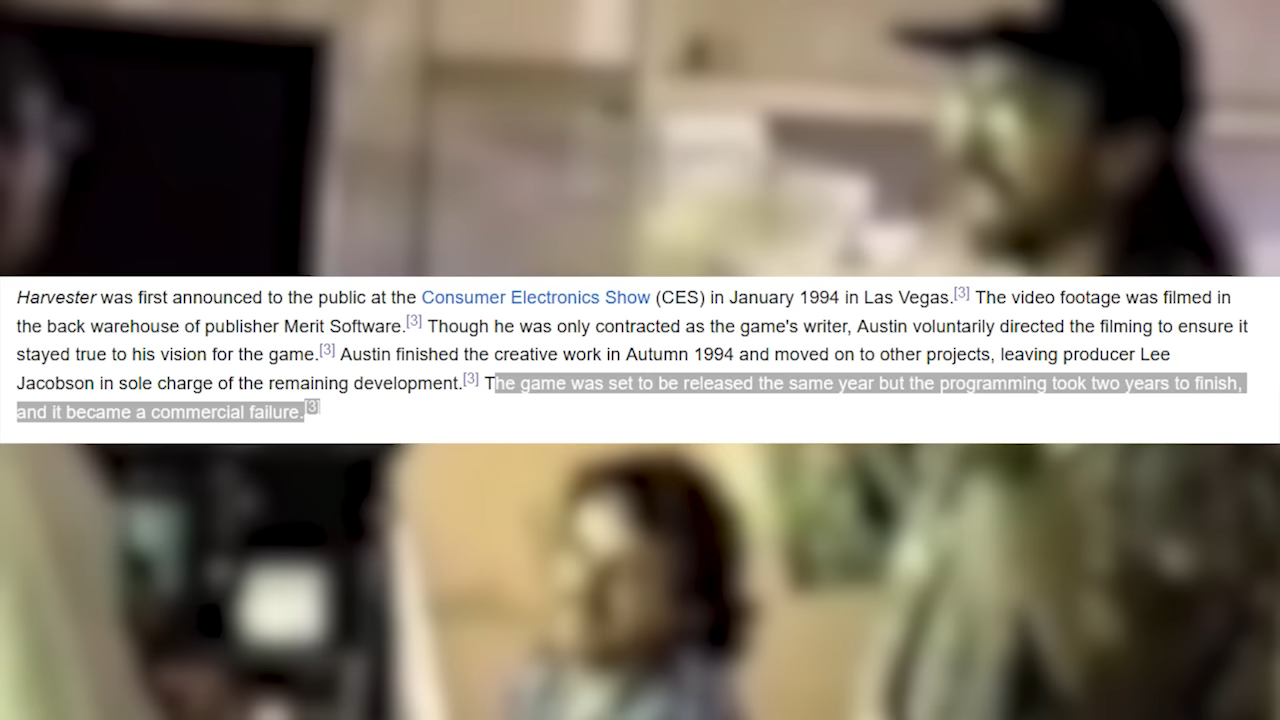 Harvester was first announced to the public at the Consumer Electronics Show (CES) in January 1994 in Las Vegas.[3] The video footage was filmed in
the back warehouse of publisher Merit Software.[3] Though he was only contracted as the game's writer, Austin voluntarily directed the filming to ensure it
stayed true to his vision for the game.[3] Austin finished the creative work in Autumn 1994 and moved on to other projects, leaving producer Lee
Jacobson in sole charge of the remaining development.[3] The game was set to be released the same year but the programming took two years to finish,
and it became a commercial failure.[3]